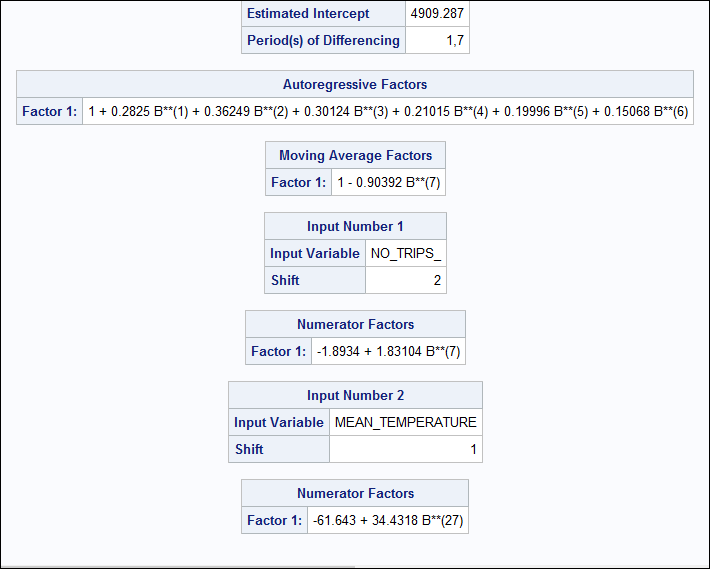 Estimated Intercept 4909.287
Period(s) of Differencing 1,7
Autoregressive Factors
Factor 1: 1 + 0.2825 B**(1) + 0.36249 B**(2) + 0.30124 B**(3) + 0.21015 B**(4) + 0.19996 B**(5) + 0.15068 B**(6)
Moving Average Factors
Factor 1: 1 - 0.90392 B**(7)
Input Number 1
Input Variable NO_TRIPS_
Shift 2
Numerator Factors
Factor 1: -1.8934 + 1.83104 B**(7)
Input Number 2
Input Variable MEAN_TEMPERATURE
Shift 1
Numerator Factors
Factor 1: -61.643 + 34.4318 B**(27)